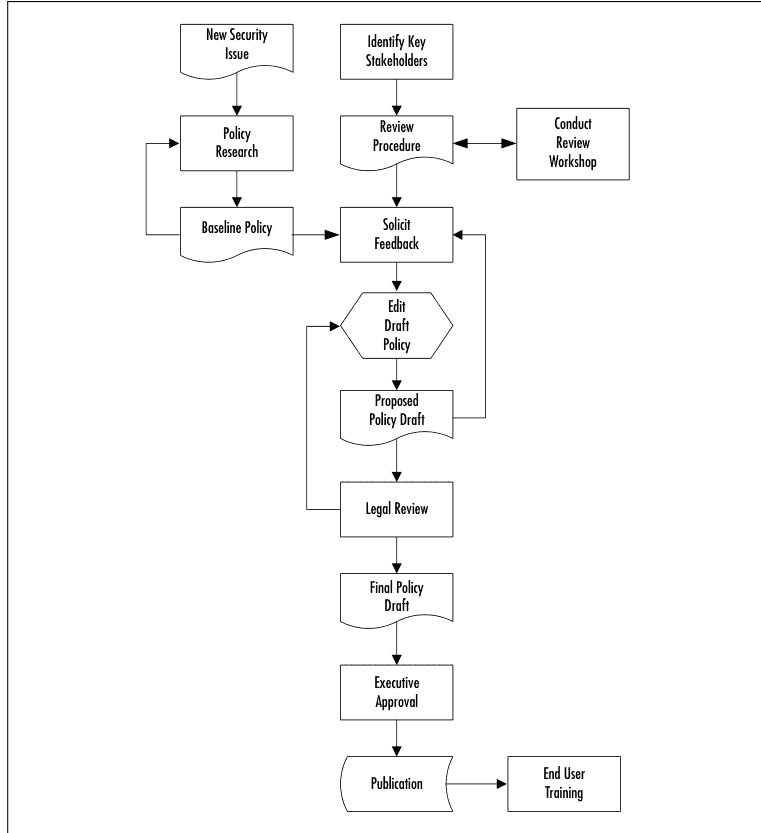 New Security
Issue
Identify Key
Stakeholders
Policy
Research
Review
Procedure
Conduct
Review
Workshop
Baseline Policy
Solicit
Feedback
Edit
Draft
Policy
Proposed
Policy Draft
Legal Review
Final Policy
Draft
Executive
Approval
Publication
End User
Training